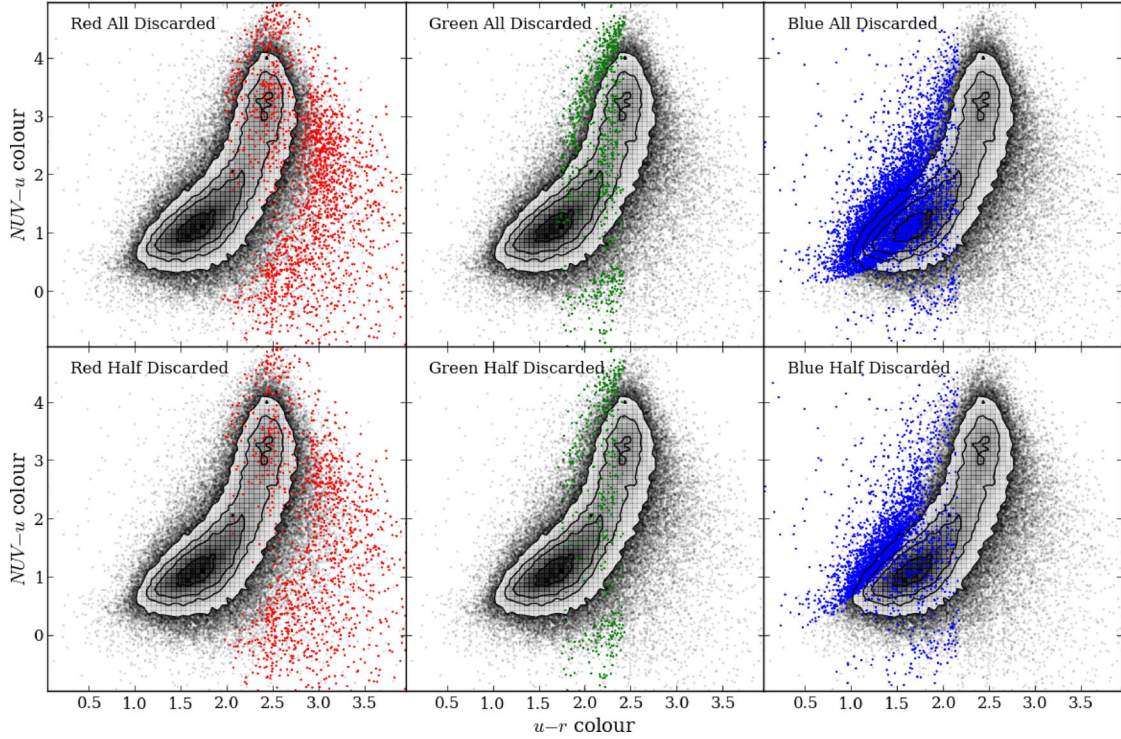 Red All Discarded
Green All Discarded
Blue All Discarded
NUV−u colour
4
3
2
1
0
Red Half Discarded
Green Half Discarded
Blue Half Discarded
NUV−u colour
4
3
2
1
0
0.5 1.0 1.5 2.0 2.5 3.0 3.5
0.5 1.0 1.5 2.0 2.5 3.0 3.5
0.5 1.0 1.5 2.0 2.5 3.0 3.5
u−r colour